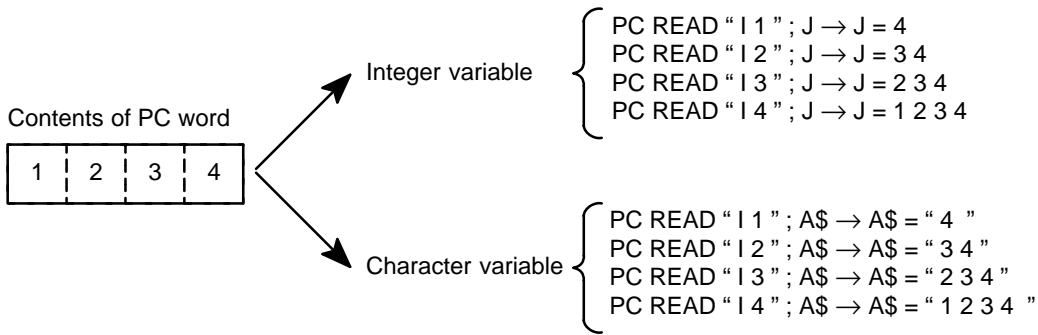 Contents of PC word
1 2 3 4
Integer variable
PC READ “ I 1 ” ; J → J = 4
PC READ “ I 2 ” ; J → J = 3 4
PC READ “ I 3 ” ; J → J = 2 3 4
PC READ “ I 4 ” ; J → J = 1 2 3 4
Character variable
PC READ “ I 1 ” ; A$ → A$ = “ 4 ”
PC READ “ I 2 ” ; A$ → A$ = “ 3 4 ”
PC READ “ I 3 ” ; A$ → A$ = “ 2 3 4 ”
PC READ “ I 4 ” ; A$ → A$ = “ 1 2 3 4 ”